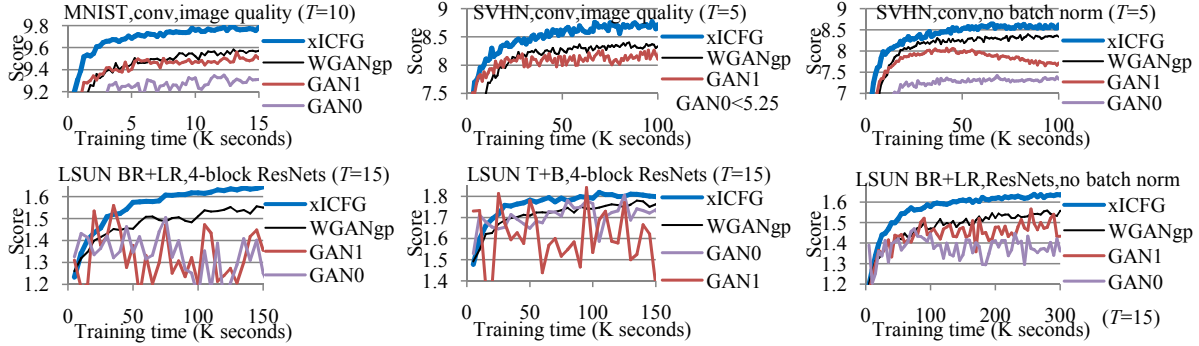 MNIST,conv,image quality (T=10)
Score
9.8
9.6
9.4
9.2
0
5
10
15
Training time (K seconds)
xICFG
WGANgp
GAN1
GAN0
SVHN,conv,image quality (T=5)
Score
9
8.5
8
7.5
0
50
100
Training time (K seconds)
xICFG
WGANgp
GAN1
GAN0<5.25
SVHN,conv,no batch norm (T=5)
Score
9
8.5
8
7.5
7
0
50
100
Training time (K seconds)
xICFG
WGANgp
GAN1
GAN0
LSUN BR+LR,4-block ResNets (T=15)
Score
1.6
1.5
1.4
1.3
1.2
0
50
100
150
Training time (K seconds)
xICFG
WGANgp
GAN1
GAN0
LSUN T+B,4-block ResNets (T=15)
Score
1.8
1.7
1.6
1.5
1.4
0
50
100
150
Training time (K seconds)
xICFG
WGANgp
GAN0
GAN1
LSUN BR+LR,ResNets,no batch norm
Score
1.6
1.5
1.4
1.3
1.2
0
100
200
300
Training time (K seconds)
xICFG
WGANgp
GAN1
GAN0
(T=15)